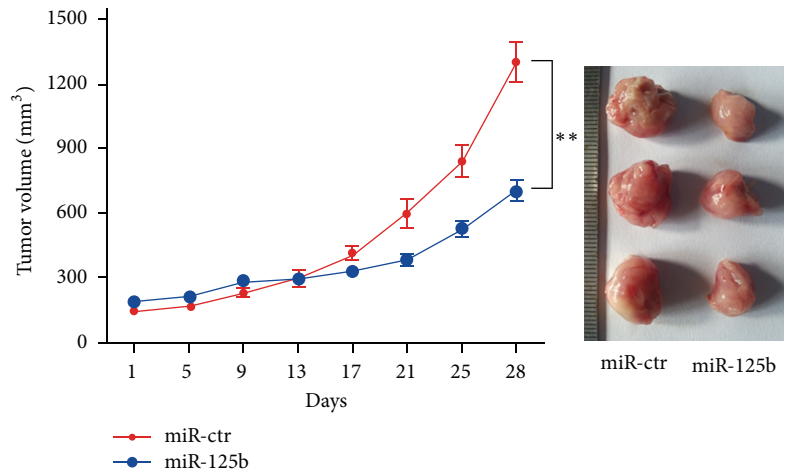 1500
1200
900
600
300
0
Tumor volume (mm³)
1 5 9 13 17 21 25 28
Days
**
miR-ctr
miR-125b
miR-ctr miR-125b